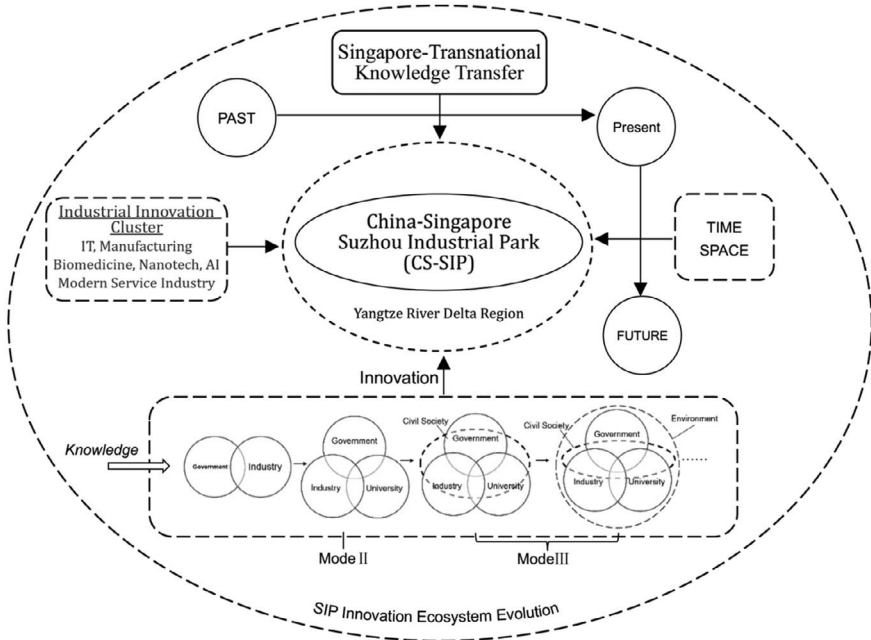 Singapore-Transnational
Knowledge Transfer
PAST
Present
Industrial Innovation
Cluster
IT, Manufacturing
Biomedicine, Nanotech, AI
Modern Service Industry
China-Singapore
Suzhou Industrial Park
(CS-SIP)
Yangtze River Delta Region
TIME
SPACE
FUTURE
Innovation
Knowledge
Government
Industry
Government
Industry
University
Civil Society
Government
Industry
University
Civil Society
Environment
Government
Industry
University
......
Mode Ⅱ
ModeⅢ
SIP Innovation Ecosystem Evolution